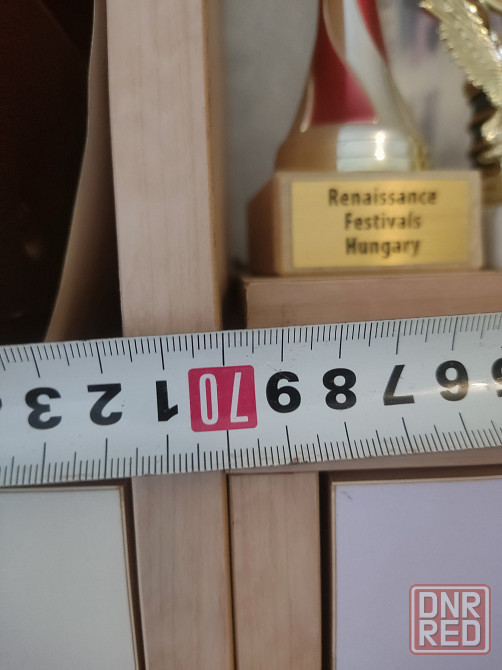 Renaissance
Festivals
Hungary
3 2 1 70 9 8 7 6 5
DNR
RED